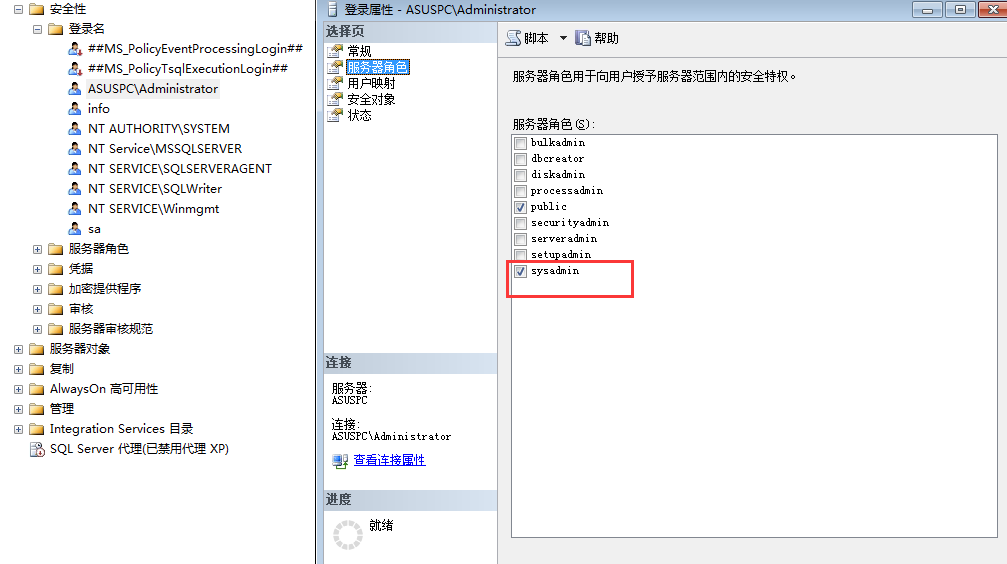 安全性
登录名
##MS_PolicyEventProcessingLogin##
##MS_PolicyTsqlExecutionLogin##
ASUSPC\Administrator
info
NT AUTHORITY\SYSTEM
NT Service\MSSQLSERVER
NT SERVICE\SQLSERVERAGENT
NT SERVICE\SQLWriter
NT SERVICE\Winmgmt
sa
服务器角色
凭据
加密提供程序
审核
服务器审核规范
服务器对象
复制
AlwaysOn 高可用性
管理
Integration Services 目录
SQL Server 代理(已禁用代理 XP)
登录属性 - ASUSPC\Administrator
选择页
常规
服务器角色
用户映射
安全对象
状态
连接
服务器:
ASUSPC
连接:
ASUSPC\Administrator
查看连接属性
进度
就绪
脚本
帮助
服务器角色用于向用户授予服务器范围内的安全特权。
服务器角色(S):
bulkadmin
dbcreator
diskadmin
processadmin
public
securityadmin
serveradmin
setupadmin
sysadmin